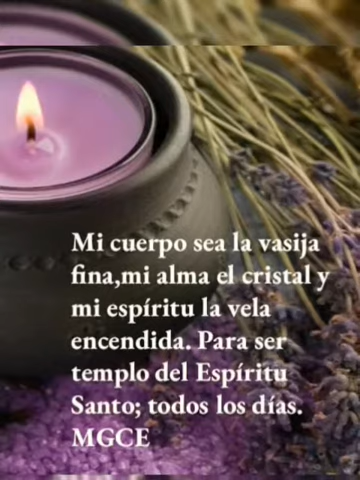 Mi cuerpo sea la vasija
fina,mi alma el cristal y
mi espíritu la vela
encendida. Para ser
templo del Espíritu
Santo; todos los días.
MGCE